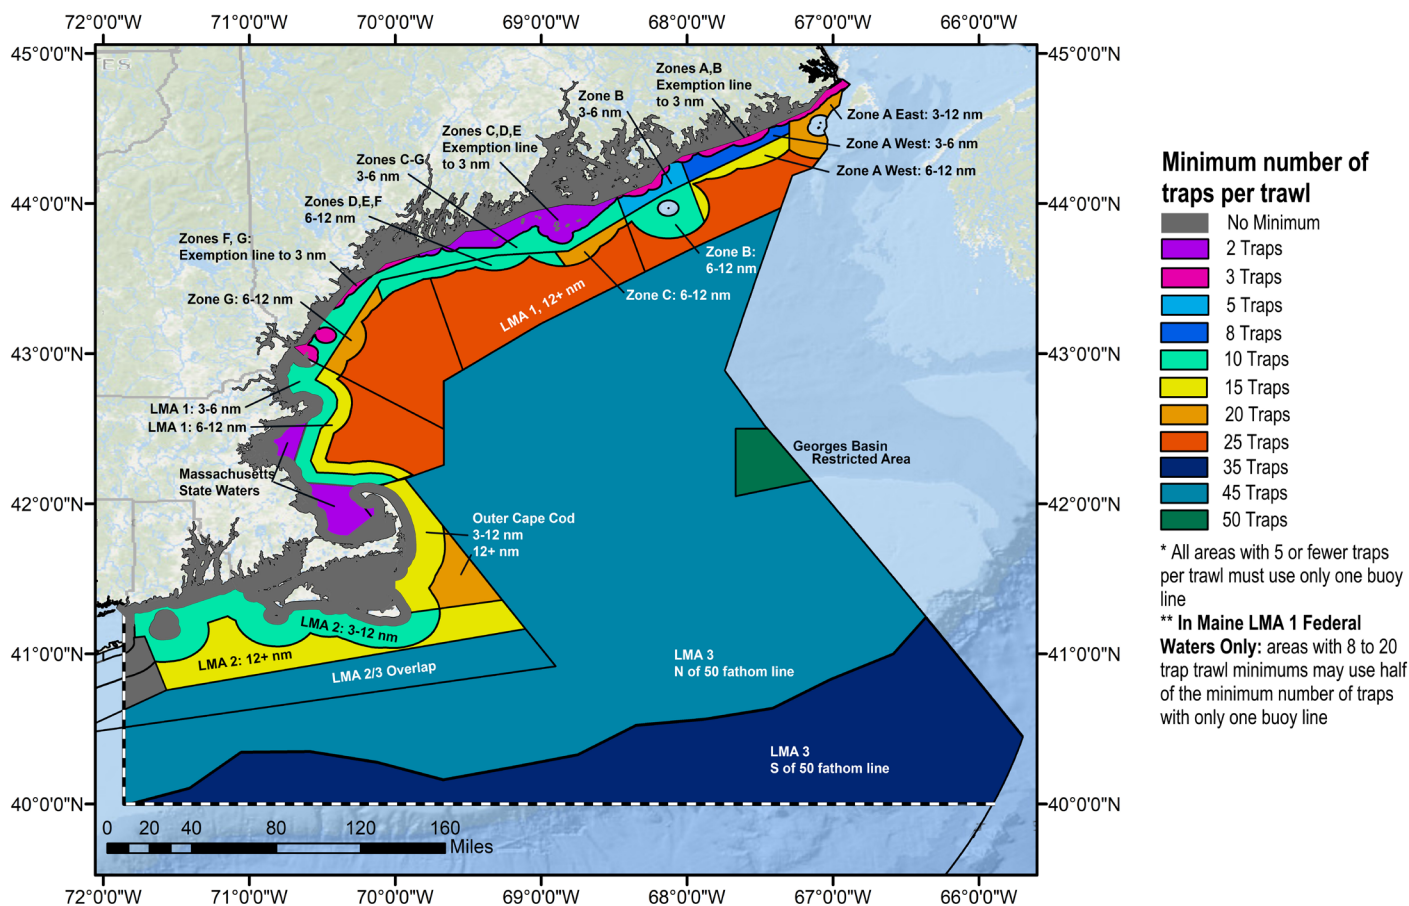 72°0'0"W 71°0'0"W 70°0'0"W 69°0'0"W 68°0'0"W 67°0'0"W 66°0'0"W
45°0'0"N
45°0'0"N
ES
Zones A,B
Exemption line
to 3 nm
Zone B
3-6 nm
Zone A East: 3-12 nm
Zones C,D,E
Exemption line
to 3 nm
Zone A West: 3-6 nm
Zones C-G
3-6 nm
Zone A West: 6-12 nm
Zones D,E,F
6-12 nm
44°0'0"N
44°0'0"N
Zones F, G:
Exemption line to 3 nm
Zone B:
6-12 nm
Zone G: 6-12 nm
Zone C: 6-12 nm
LMA 1, 12+ nm
43°0'0"N
43°0'0"N
LMA 1: 3-6 nm
LMA 1: 6-12 nm
Georges Basin
Restricted Area
Massachusetts
State Waters
42°0'0"N
42°0'0"N
Outer Cape Cod
3-12 nm
12+ nm
LMA 2: 3-12 nm
LMA 2: 12+ nm
LMA 2/3 Overlap
41°0'0"N
41°0'0"N
LMA 3
N of 50 fathom line
LMA 3
S of 50 fathom line
40°0'0"N
40°0'0"N
0 20 40 80 120 160
Miles
72°0'0"W 71°0'0"W 70°0'0"W 69°0'0"W 68°0'0"W 67°0'0"W 66°0'0"W
Minimum number of
traps per trawl
No Minimum
2 Traps
3 Traps
5 Traps
8 Traps
10 Traps
15 Traps
20 Traps
25 Traps
35 Traps
45 Traps
50 Traps
* All areas with 5 or fewer traps
per trawl must use only one buoy
line
** In Maine LMA 1 Federal
Waters Only: areas with 8 to 20
trap trawl minimums may use half
of the minimum number of traps
with only one buoy line